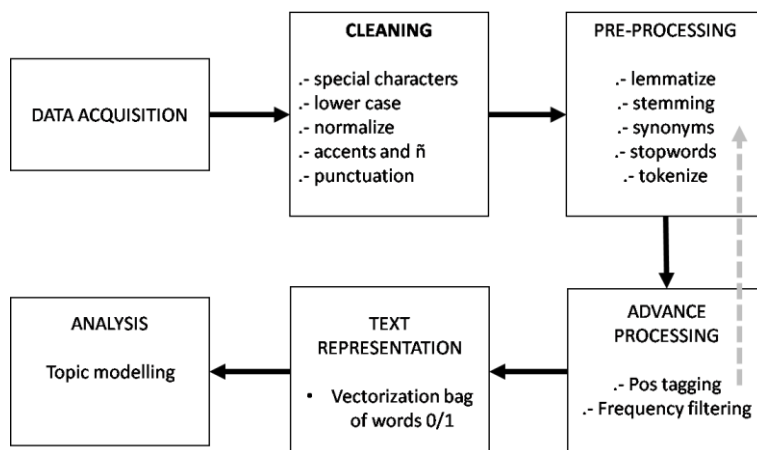 DATA ACQUISITION
CLEANING
.- special characters
.- lower case
.- normalize
.- accents and ñ
.- punctuation
PRE-PROCESSING
.- lemmatize
.- stemming
.- synonyms
.- stopwords
.- tokenize
ADVANCE
PROCESSING
.- Pos tagging
.- Frequency filtering
TEXT
REPRESENTATION
• Vectorization bag
of words 0/1
ANALYSIS
Topic modelling